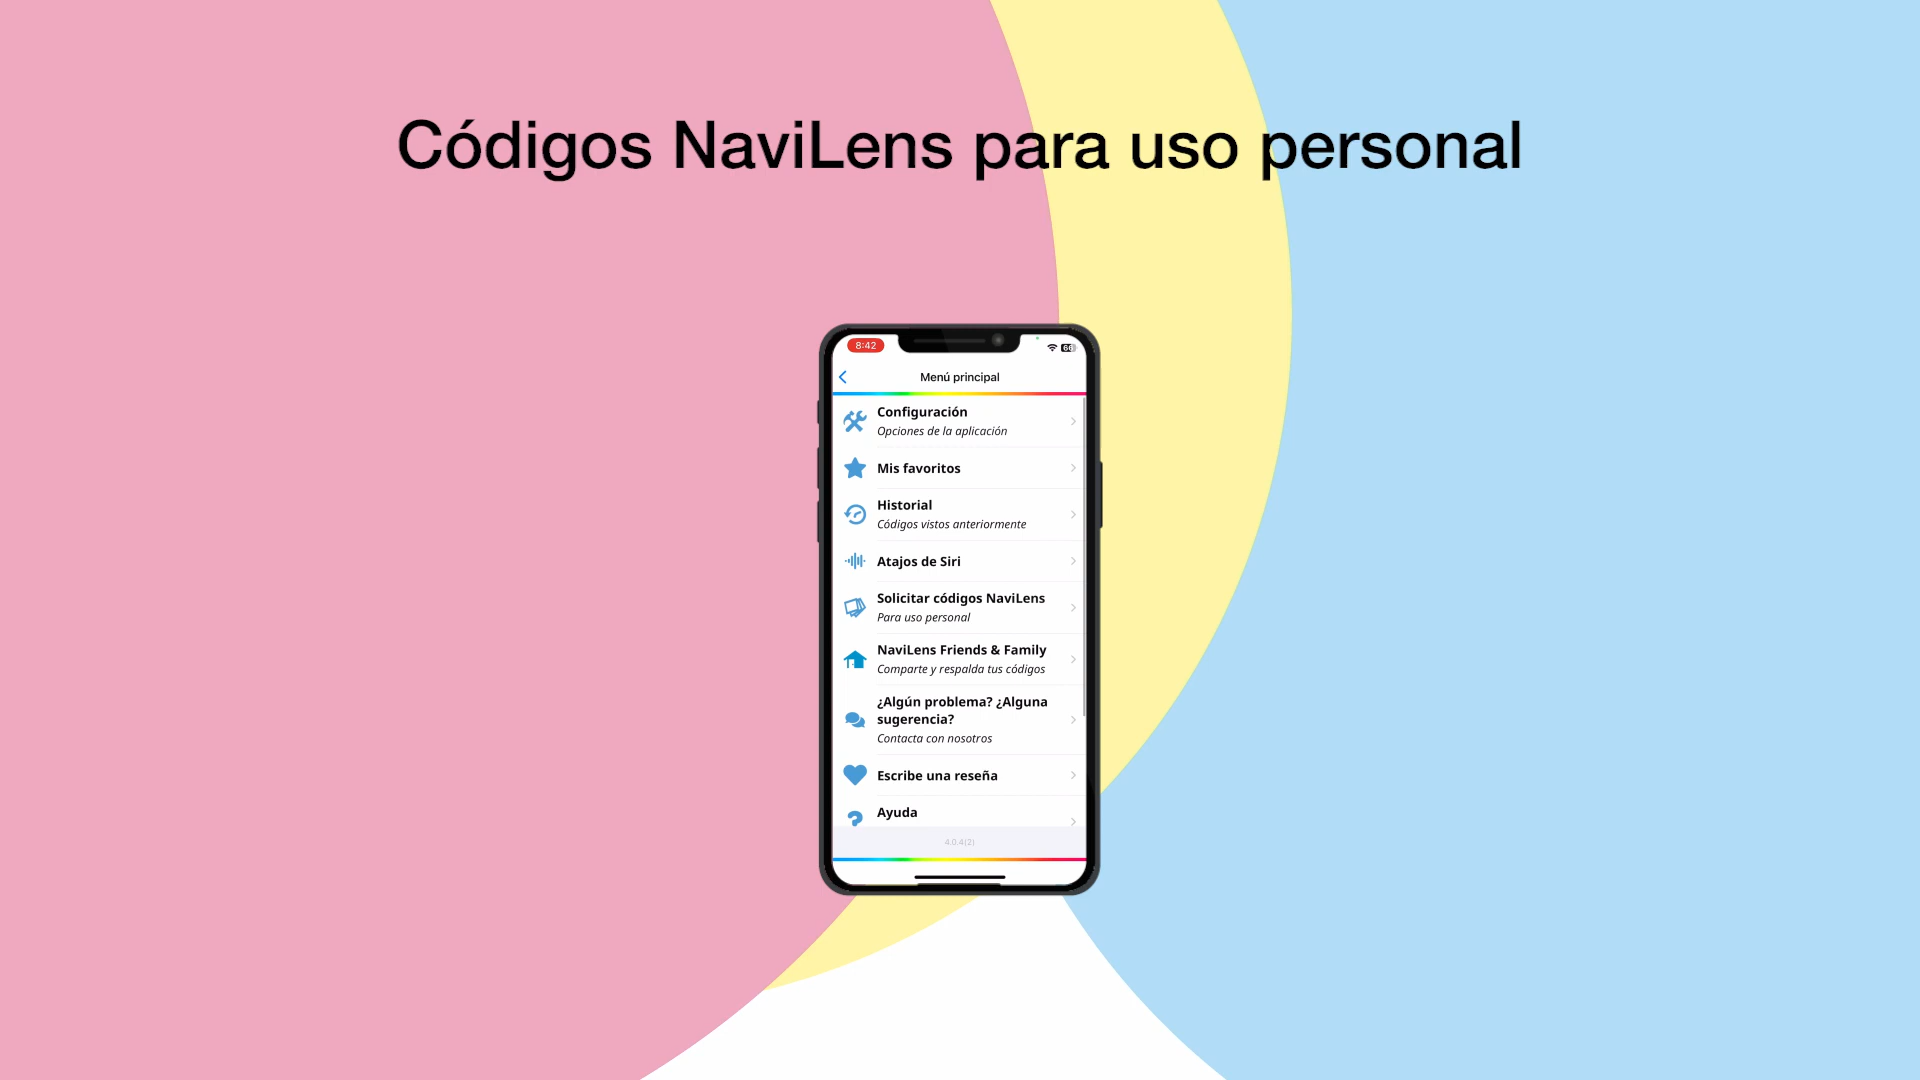 Códigos NaviLens para uso personal
8:42
66
Menú principal
Configuración
Opciones de la aplicación
Mis favoritos
Historial
Códigos vistos anteriormente
Atajos de Siri
Solicitar códigos NaviLens
Para uso personal
NaviLens Friends & Family
Comparte y respalda tus códigos
¿Algún problema? ¿Alguna
sugerencia?
Contacta con nosotros
Escribe una reseña
Ayuda
4.0.4(2)